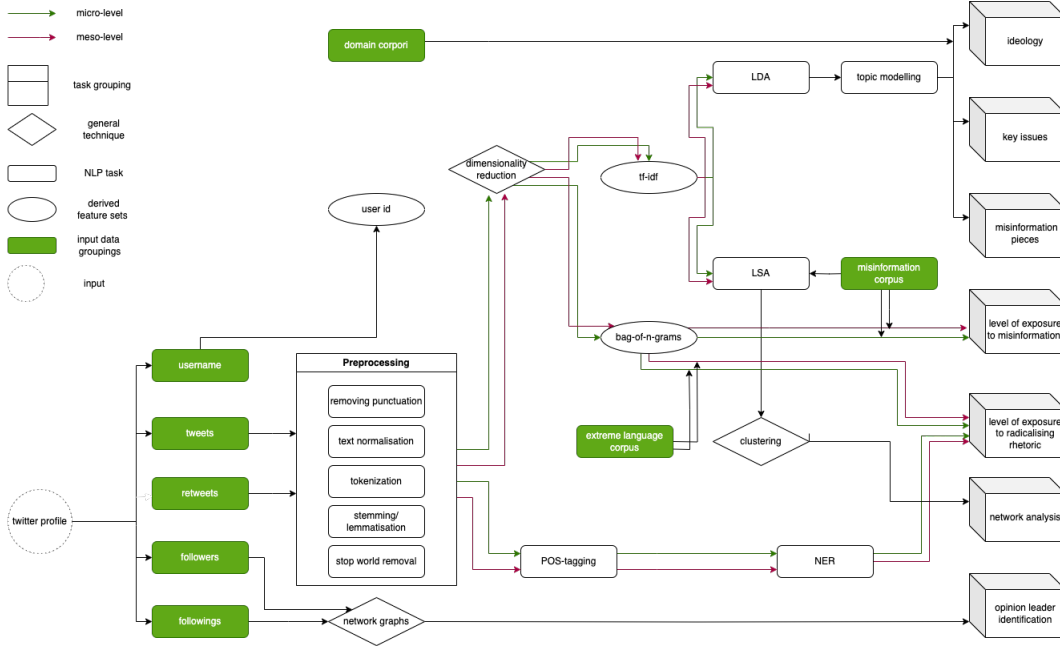 micro-level
meso-level
task grouping
general
technique
NLP task
derived
feature sets
input data
groupings
input
domain corpori
user id
dimensionality
reduction
tf-idf
LDA
topic modelling
ideology
key issues
misinformation
pieces
LSA
misinformation
corpus
bag-of-n-grams
level of exposure
to misinformation
extreme language
corpus
clustering
level of exposure
to radicalising
rhetoric
network analysis
twitter profile
username
tweets
retweets
followers
followings
Preprocessing
removing punctuation
text normalisation
tokenization
stemming/
lemmatisation
stop world removal
POS-tagging
NER
network graphs
opinion leader
identification